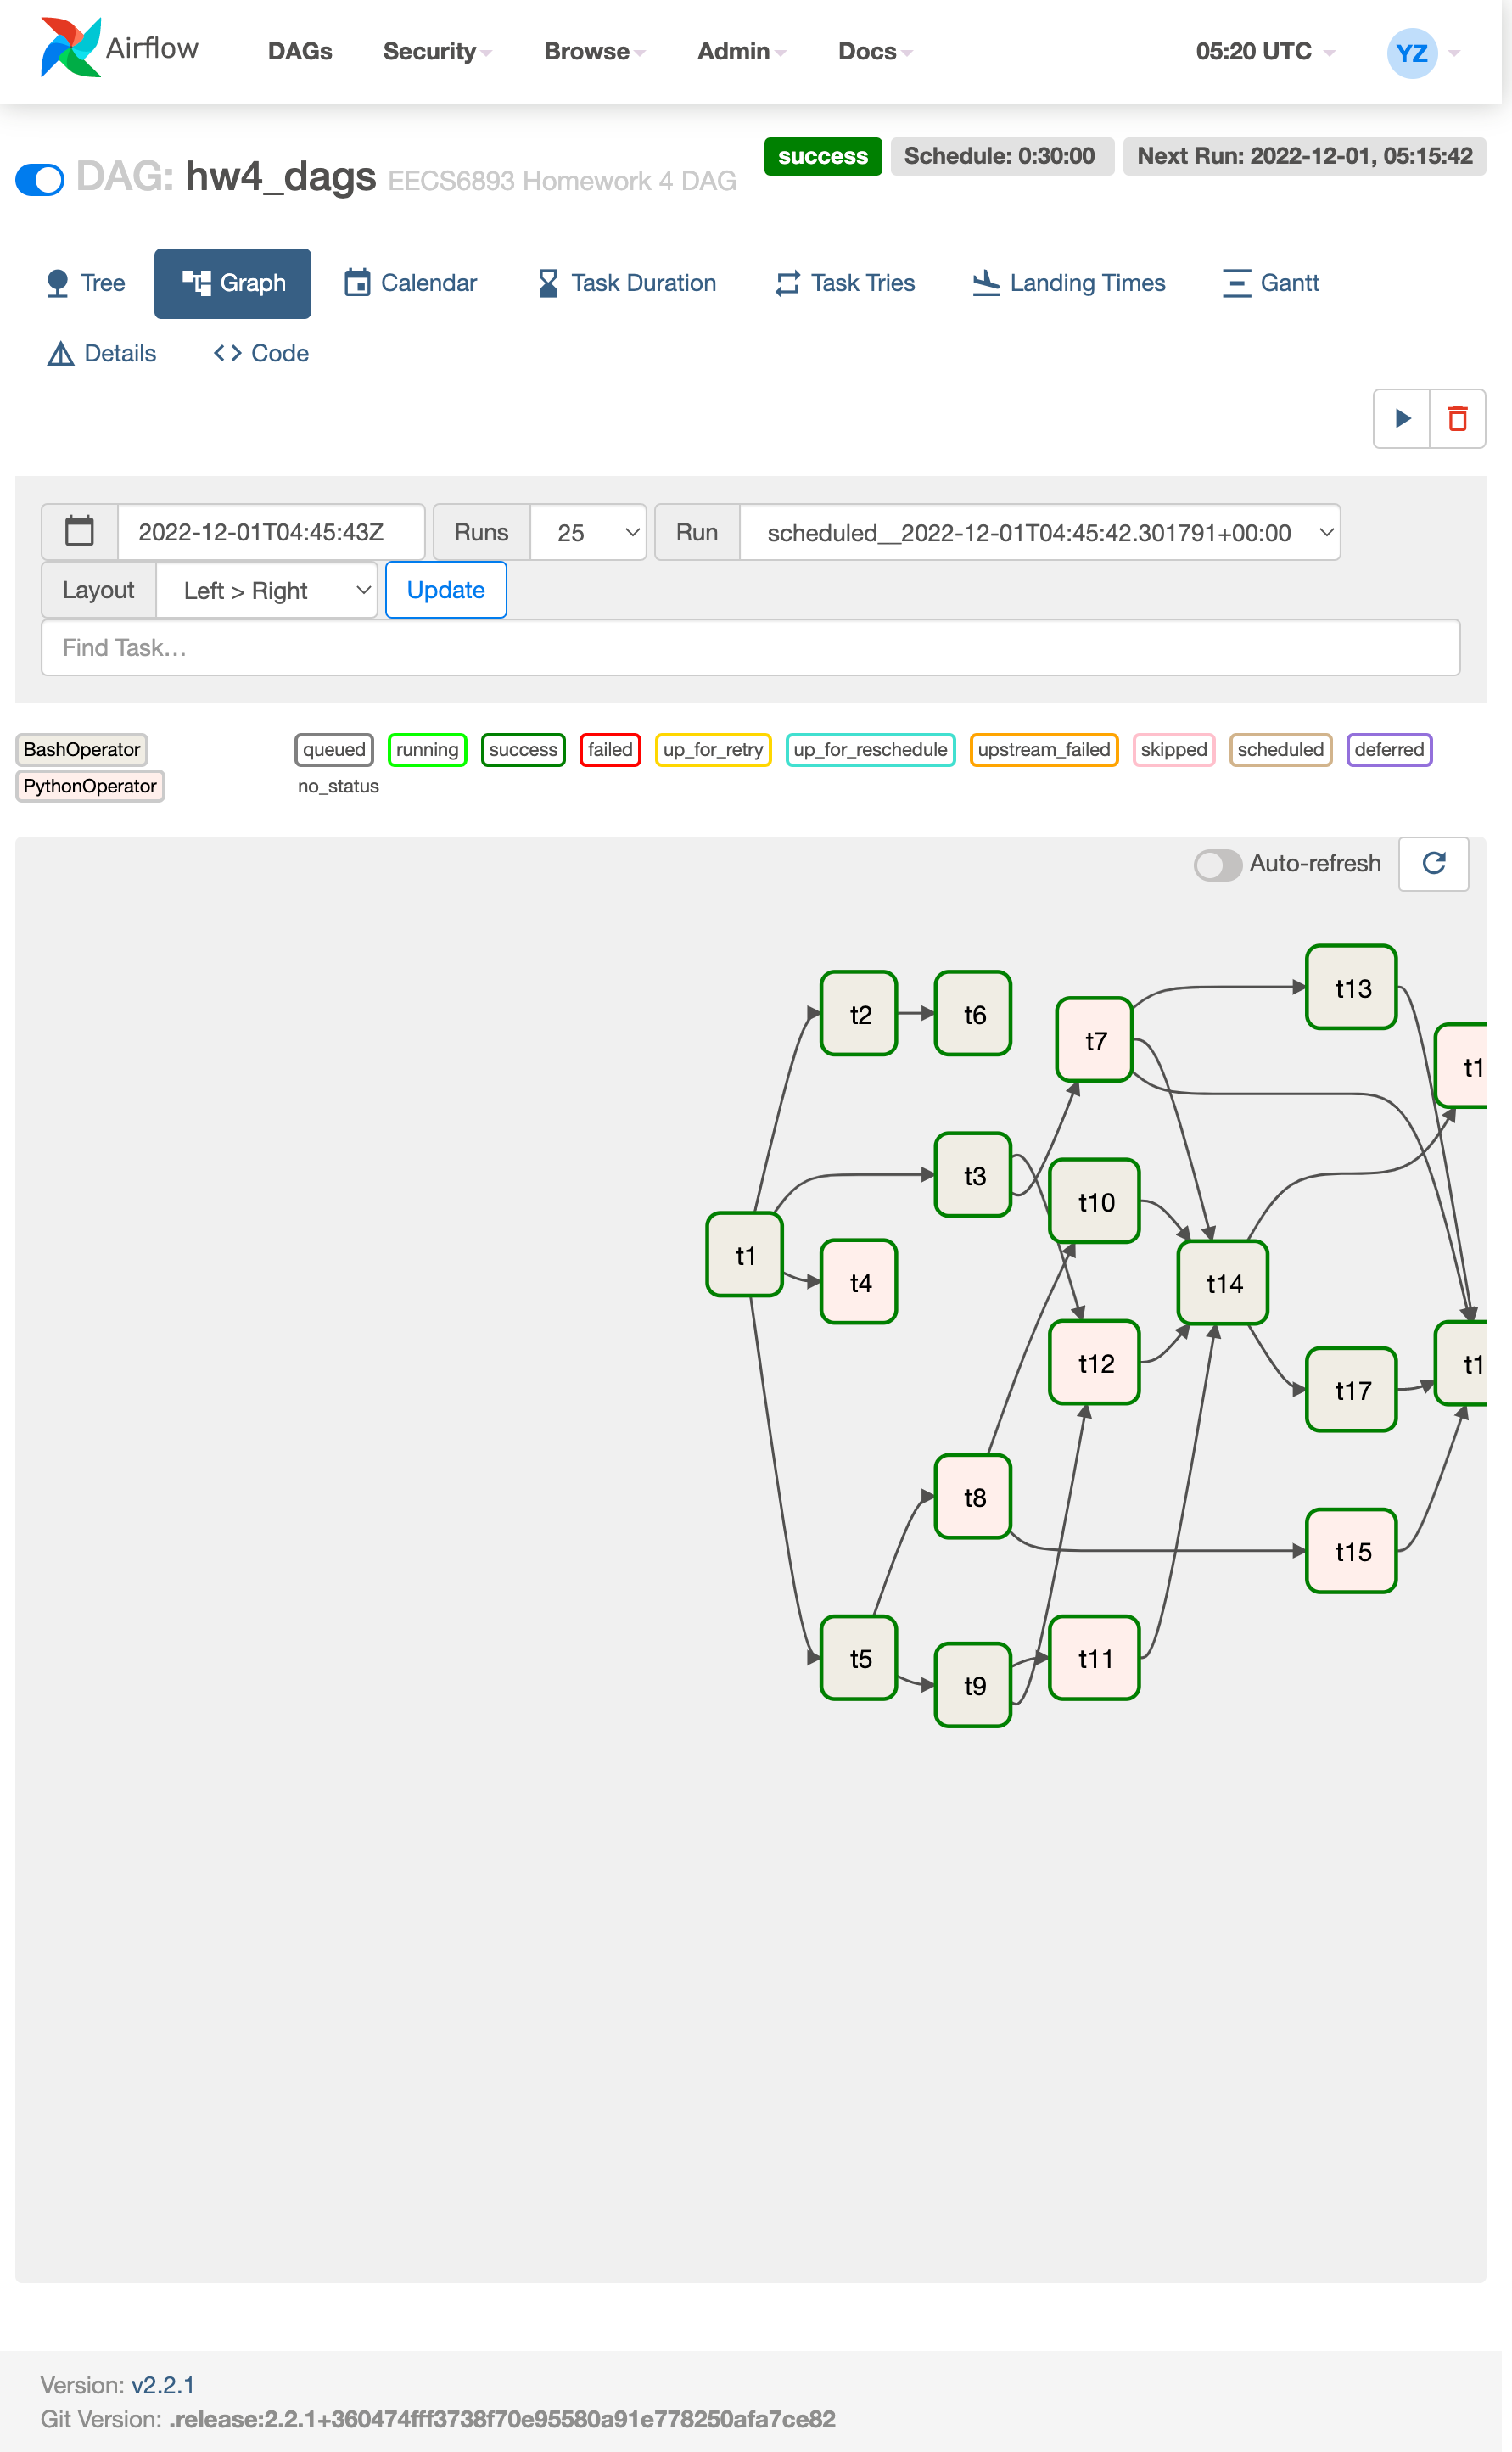 Airflow DAGs Security Browse Admin Docs 05:20 UTC YZ
success Schedule: 0:30:00 Next Run: 2022-12-01, 05:15:42
DAG: hw4_dags EECS6893 Homework 4 DAG
Tree Graph Calendar Task Duration Task Tries Landing Times Gantt
Details Code
2022-12-01T04:45:43Z Runs 25 Run scheduled__2022-12-01T04:45:42.301791+00:00
Layout Left > Right Update
Find Task…
BashOperator queued running success failed up_for_retry up_for_reschedule upstream_failed skipped scheduled deferred
PythonOperator no_status
Auto-refresh
t13
t2 t6
t7
t3
t10
t1
t4
t14
t12
t17
t8
t15
t5
t9
t11
Version: v2.2.1
Git Version: .release:2.2.1+360474fff3738f70e95580a91e778250afa7ce82